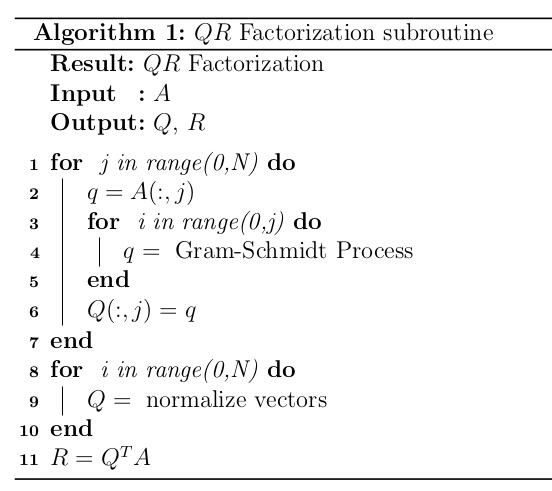 Algorithm 1: QR Factorization subroutine
Result: QR Factorization
Input : A
Output: Q, R
1 for j in range(0,N) do
2 q = A(:, j)
3 for i in range(0,j) do
4 q = Gram-Schmidt Process
5 end
6 Q(:, j) = q
7 end
8 for i in range(0,N) do
9 Q = normalize vectors
10 end
11 R = Q^T A